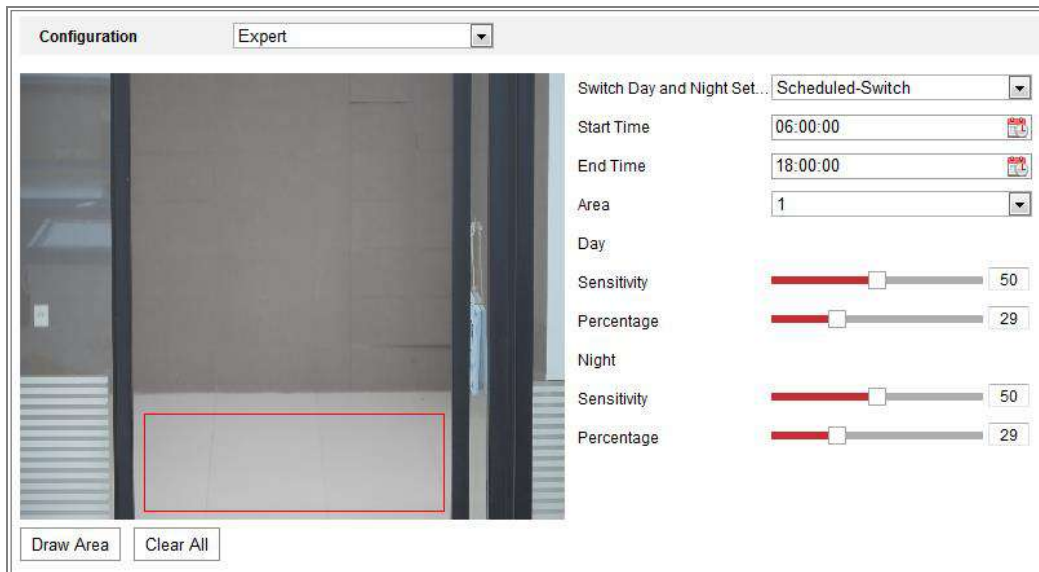 Configuration Expert
Switch Day and Night Set... Scheduled-Switch
Start Time 06:00:00
End Time 18:00:00
Area 1
Day
Sensitivity 50
Percentage 29
Night
Sensitivity 50
Percentage 29
Draw Area Clear All